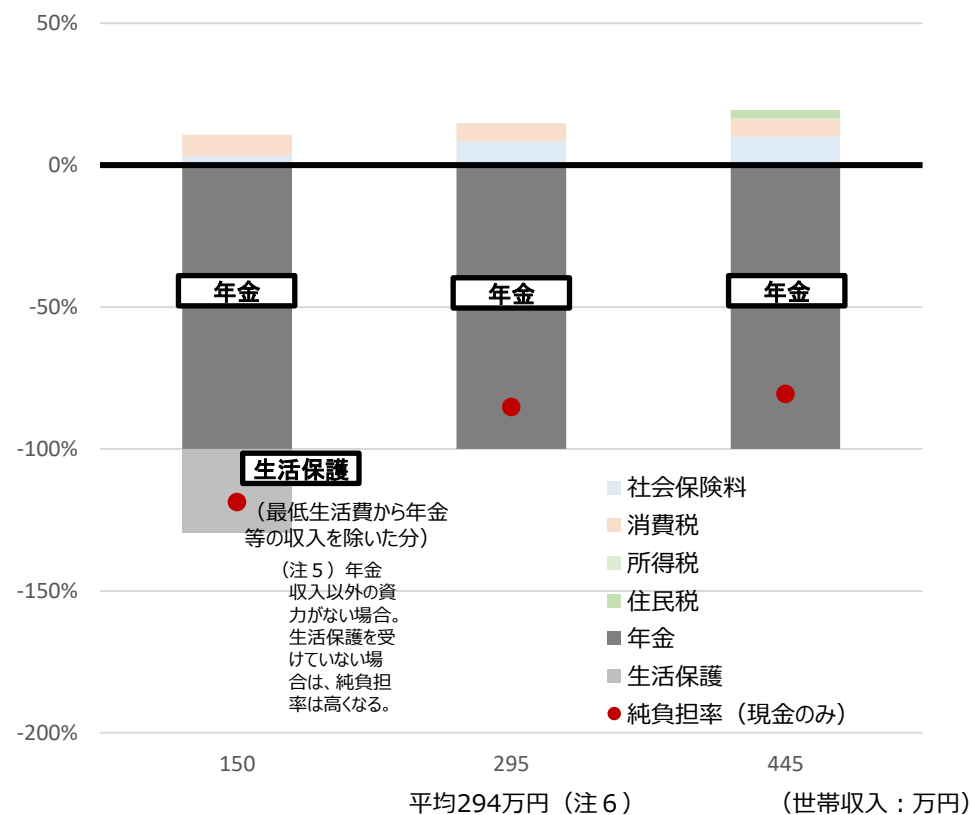 50%
0%
-50%
-100%
-150%
-200%
年金
年金
年金
生活保護
（最低生活費から年金
等の収入を除いた分）
（注５）年金
収入以外の資
力がない場合。
生活保護を受
けていない場
合は、純負担
率は高くなる。
社会保険料
消費税
所得税
住民税
年金
生活保護
純負担率（現金のみ）
150
295
445
平均294万円（注６）
（世帯収入：万円）